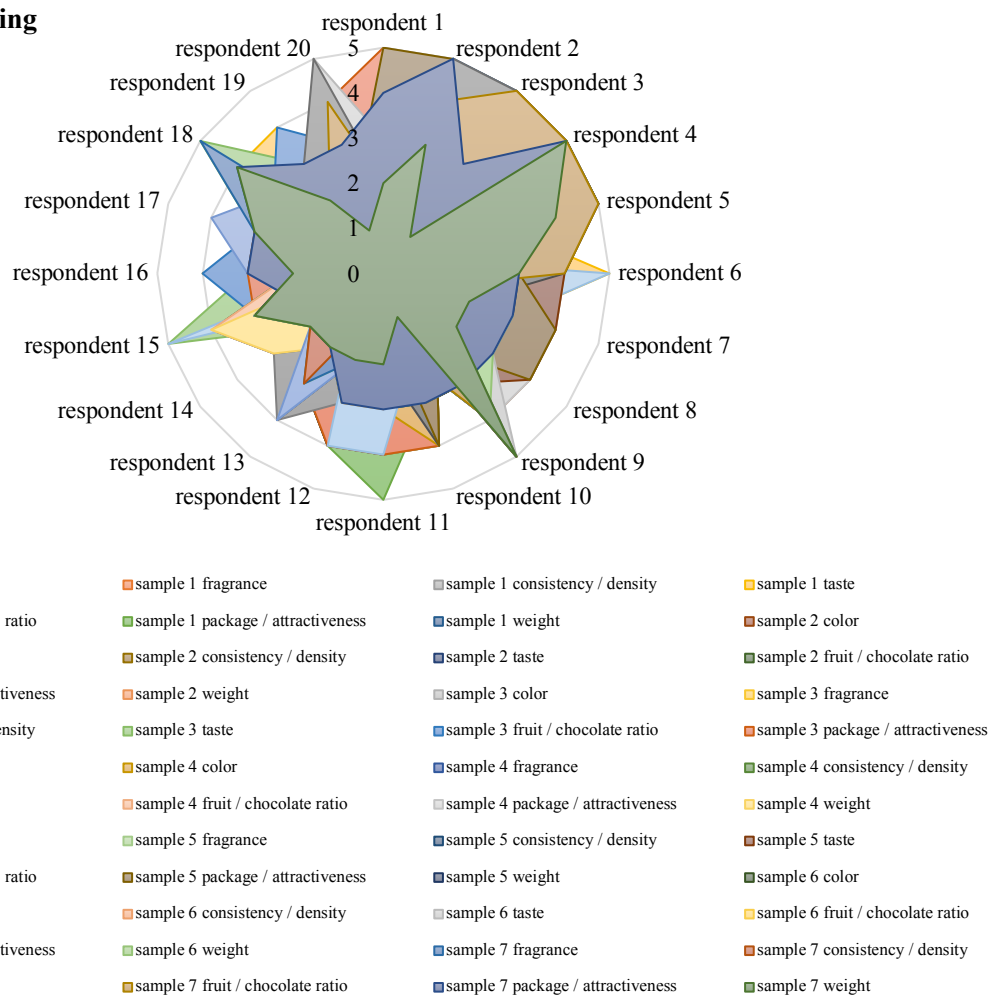 ing
respondent 1
respondent 20
5
respondent 2
respondent 19
4
respondent 3
respondent 18
3
respondent 4
respondent 17
2
respondent 5
1
respondent 16
0
respondent 6
respondent 15
respondent 7
respondent 14
respondent 8
respondent 13
respondent 9
respondent 12
respondent 10
respondent 11
sample 1 fragrance sample 1 consistency / density sample 1 taste
ratio sample 1 package / attractiveness sample 1 weight sample 2 color
sample 2 consistency / density sample 2 taste sample 2 fruit / chocolate ratio
tiveness sample 2 weight sample 3 color sample 3 fragrance
ensity sample 3 taste sample 3 fruit / chocolate ratio sample 3 package / attractiveness
sample 4 color sample 4 fragrance sample 4 consistency / density
sample 4 fruit / chocolate ratio sample 4 package / attractiveness sample 4 weight
sample 5 fragrance sample 5 consistency / density sample 5 taste
ratio sample 5 package / attractiveness sample 5 weight sample 6 color
sample 6 consistency / density sample 6 taste sample 6 fruit / chocolate ratio
tiveness sample 6 weight sample 7 fragrance sample 7 consistency / density
sample 7 fruit / chocolate ratio sample 7 package / attractiveness sample 7 weight